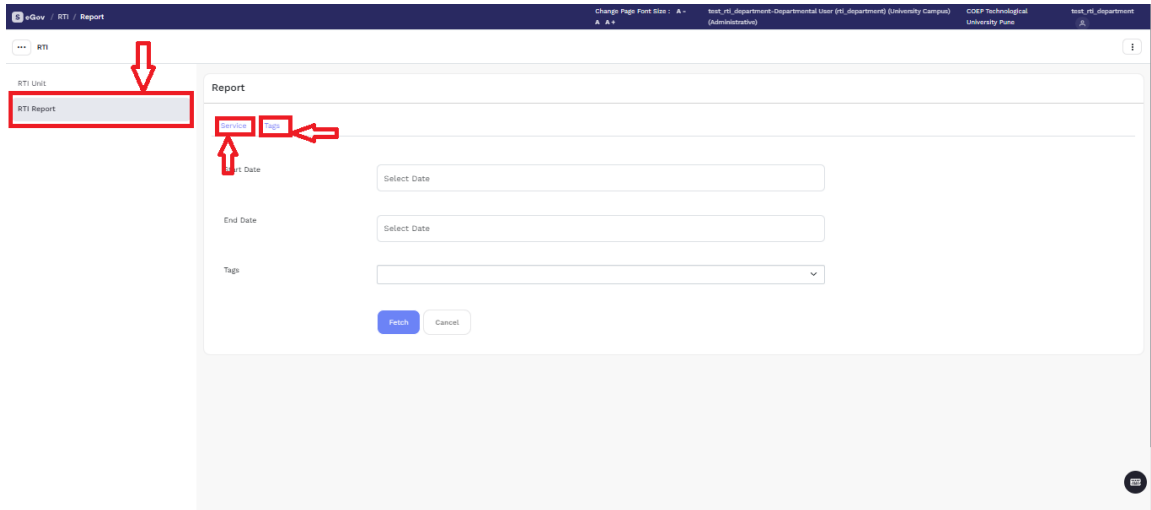 S eGov / RTI / Report
Change Page Font Size : A -
A A +
test_rti_department-Departmental User (rti_department) (University Campus)
(Administrative)
COEP Technological
University Pune
test_rti_department
RTI
RTI Unit
RTI Report
Report
Service Tags
Start Date
Select Date
End Date
Select Date
Tags
Fetch Cancel